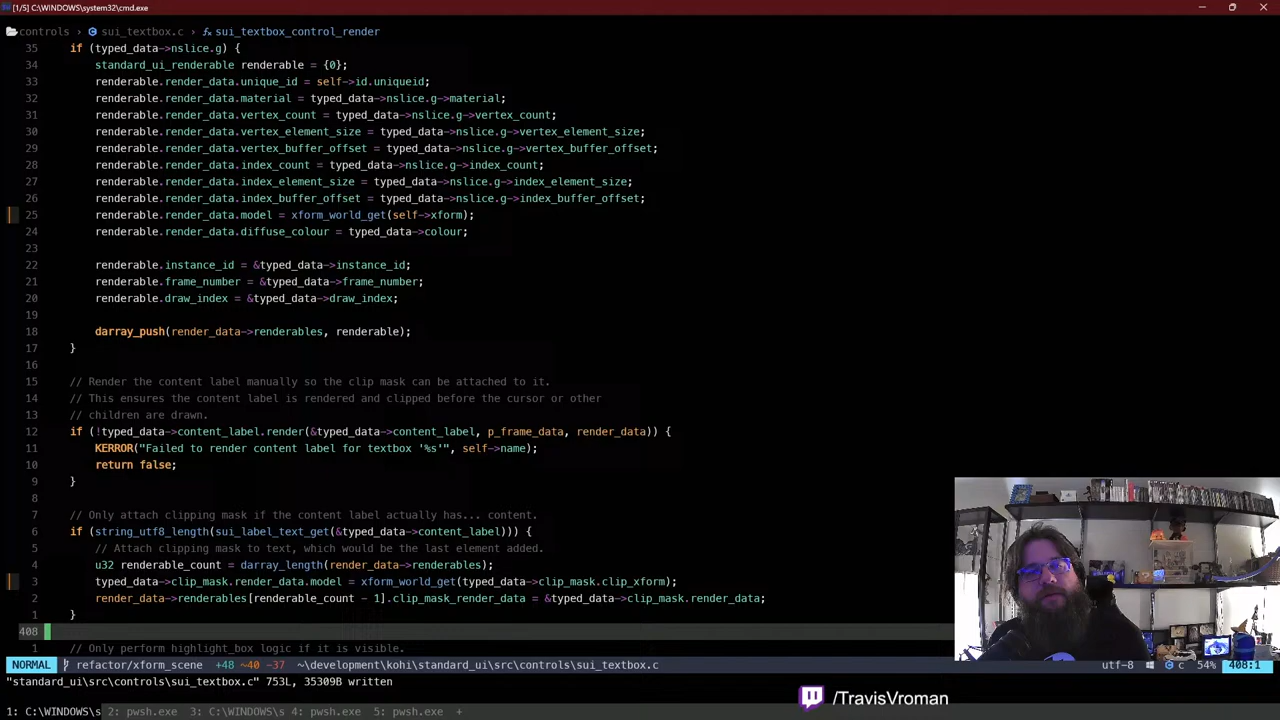 [1/5] C:\WINDOWS\system32\cmd.exe
controls > sui_textbox.c > sui_textbox_control_render
35 if (typed_data->nslice.g) {
34 standard_ui_renderable renderable = {0};
33 renderable.render_data.unique_id = self->id.uniqueid;
32 renderable.render_data.material = typed_data->nslice.g->material;
31 renderable.render_data.vertex_count = typed_data->nslice.g->vertex_count;
30 renderable.render_data.vertex_element_size = typed_data->nslice.g->vertex_element_size;
29 renderable.render_data.vertex_buffer_offset = typed_data->nslice.g->vertex_buffer_offset;
28 renderable.render_data.index_count = typed_data->nslice.g->index_count;
27 renderable.render_data.index_element_size = typed_data->nslice.g->index_element_size;
26 renderable.render_data.index_buffer_offset = typed_data->nslice.g->index_buffer_offset;
25 renderable.render_data.model = xform_world_get(self->xform);
24 renderable.render_data.diffuse_colour = typed_data->colour;
23
22 renderable.instance_id = &typed_data->instance_id;
21 renderable.frame_number = &typed_data->frame_number;
20 renderable.draw_index = &typed_data->draw_index;
19
18 darray_push(render_data->renderables, renderable);
17 }
16
15 // Render the content label manually so the clip mask can be attached to it.
14 // This ensures the content label is rendered and clipped before the cursor or other
13 // children are drawn.
12 if (!typed_data->content_label.render(&typed_data->content_label, p_frame_data, render_data)) {
11 KERROR("Failed to render content label for textbox '%s'", self->name);
10 return false;
9 }
8
7 // Only attach clipping mask if the content label actually has... content.
6 if (string_utf8_length(sui_label_text_get(&typed_data->content_label))) {
5 // Attach clipping mask to text, which would be the last element added.
4 u32 renderable_count = darray_length(render_data->renderables);
3 typed_data->clip_mask.render_data.model = xform_world_get(typed_data->clip_mask.clip_xform);
2 render_data->renderables[renderable_count - 1].clip_mask_render_data = &typed_data->clip_mask.render_data;
1 }
408
1 // Only perform highlight_box logic if it is visible.
NORMAL refactor/xform_scene +48 ~40 -37 ~\development\kohi\standard_ui\src\controls\sui_textbox.c utf-8 c 54% 408:1
"standard_ui\src\controls\sui_textbox.c" 753L, 35309B written
/TravisVroman
1: C:\WINDOWS\s 2: pwsh.exe 3: C:\WINDOWS\s 4: pwsh.exe 5: pwsh.exe +